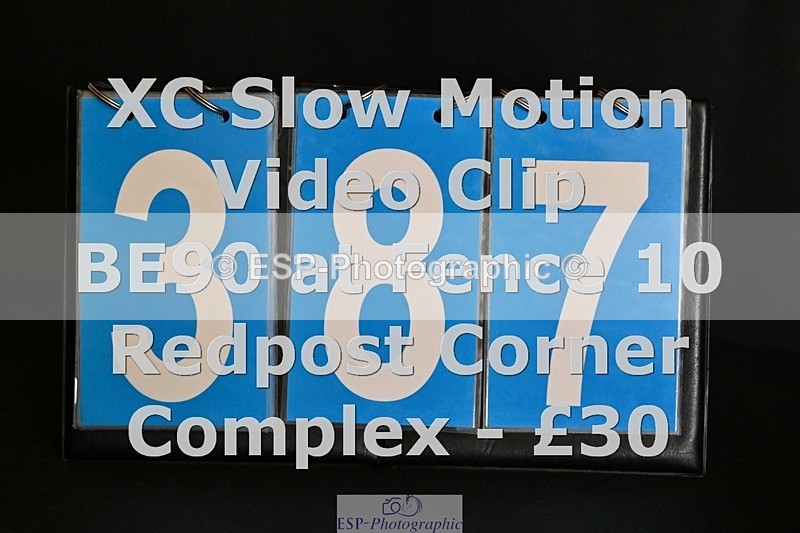 XC Slow Motion
Video Clip
BE90 at Fence 10
Redpost Corner
Complex - £30
387
© ESP-Photographic ©
ESP-Photographic